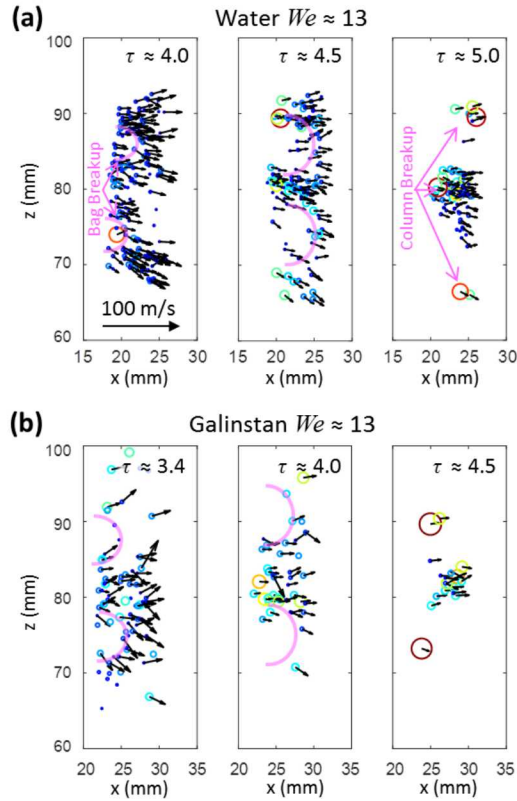 (a)
Water We ≈ 13
τ ≈ 4.0
τ ≈ 4.5
τ ≈ 5.0
100
90
80
70
60
z (mm)
Bag Breakup
Column Breakup
100 m/s
15 20 25 30
15 20 25 30
15 20 25 30
x (mm)
x (mm)
x (mm)
(b)
Galinstan We ≈ 13
τ ≈ 3.4
τ ≈ 4.0
τ ≈ 4.5
100
90
80
70
60
z (mm)
20 25 30 35
20 25 30 35
20 25 30 35
x (mm)
x (mm)
x (mm)